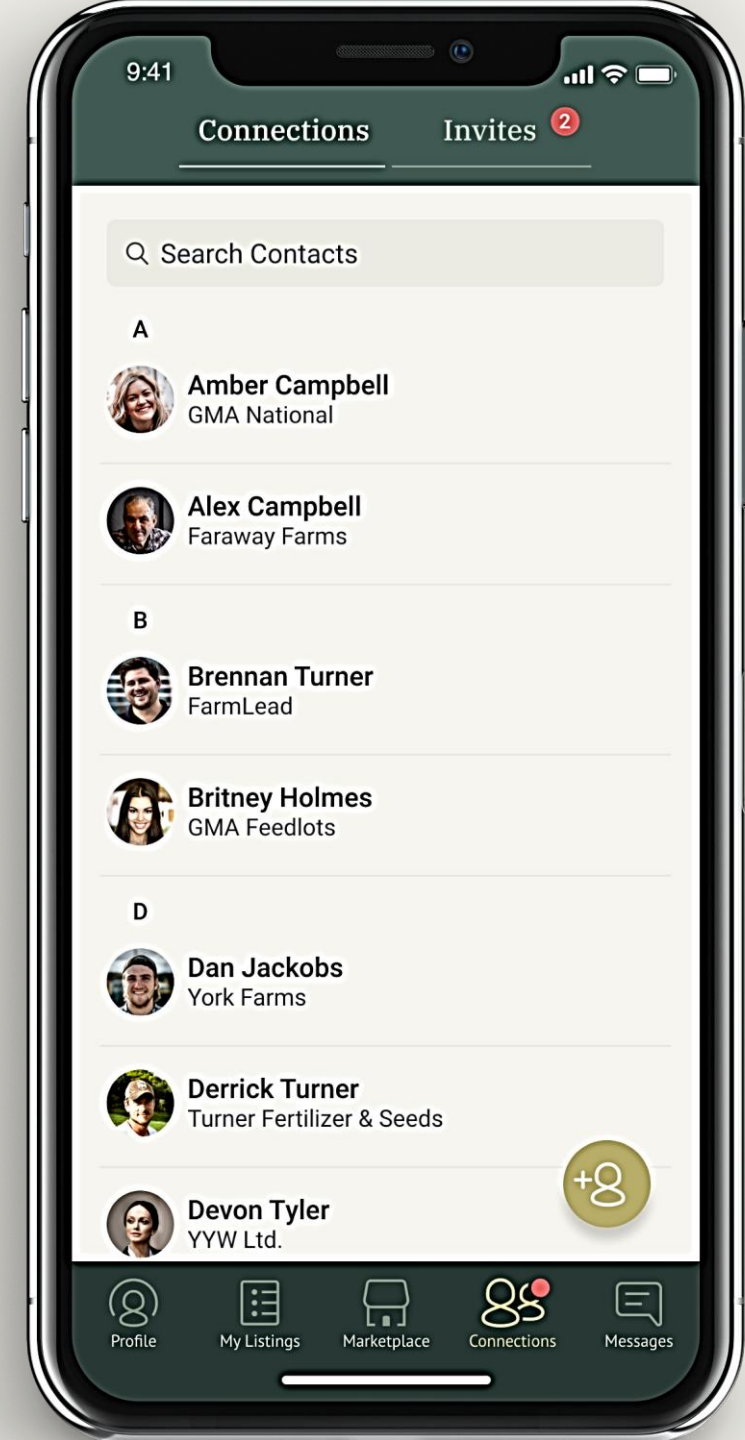 9:41
Connections Invites 2
Search Contacts
A
Amber Campbell
GMA National
Alex Campbell
Faraway Farms
B
Brennan Turner
FarmLead
Britney Holmes
GMA Feedlots
D
Dan Jackobs
York Farms
Derrick Turner
Turner Fertilizer & Seeds
Devon Tyler
YYW Ltd.
Profile My Listings Marketplace Connections Messages